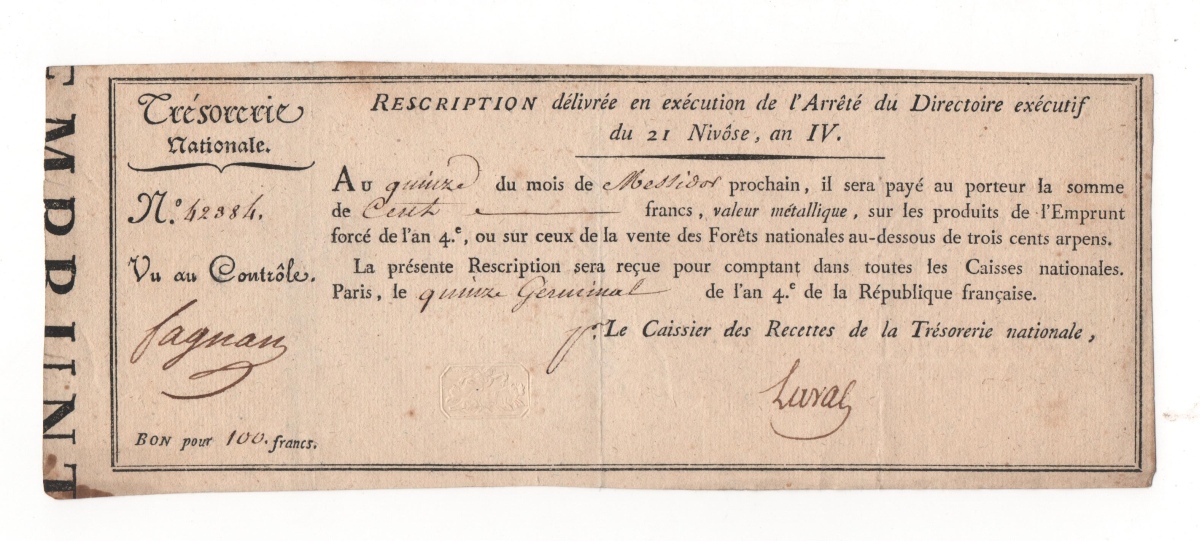 EMPRUNT
Trésorerie
Nationale.
N.º 42384.
Vu au Contrôle.
Sagnan
BON pour 100. francs.
RESCRIPTION délivrée en exécution de l'Arrêté du Directoire exécutif
du 21 Nivôse, an IV.
AU quinze du mois de Messidor prochain, il sera payé au porteur la somme
de Cent francs, valeur métallique, sur les produits de l'Emprunt
forcé de l'an 4.e, ou sur ceux de la vente des Forêts nationales au-dessous de trois cents arpens.
La présente Rescription sera reçue pour comptant dans toutes les Caisses nationales.
Paris, le quinze Germinal de l'an 4.e de la République française.
pr. Le Caissier des Recettes de la Trésorerie nationale,